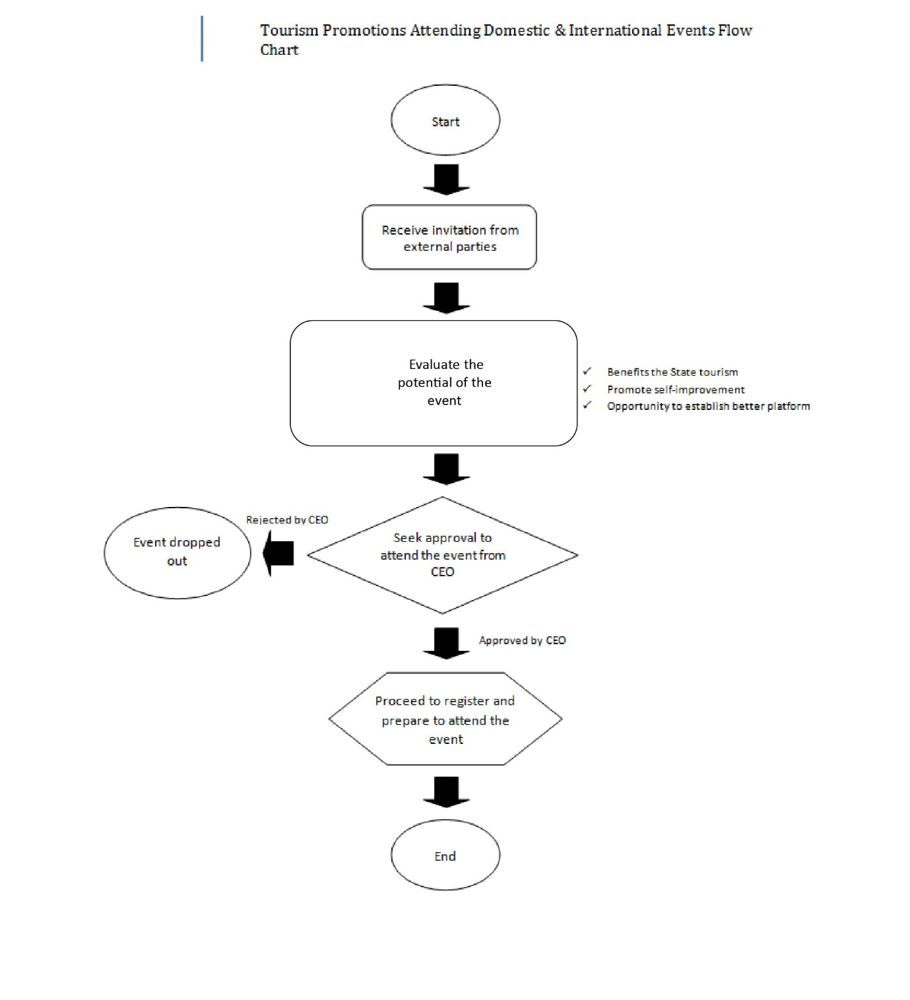 Tourism Promotions Attending Domestic & International Events Flow
Chart
Start
Receive invitation from
external parties
Evaluate the
potential of the
event
✓ Benefits the State tourism
✓ Promote self-improvement
✓ Opportunity to establish better platform
Rejected by CEO
Event dropped
out
Seek approval to
attend the event from
CEO
Approved by CEO
Proceed to register and
prepare to attend the
event
End